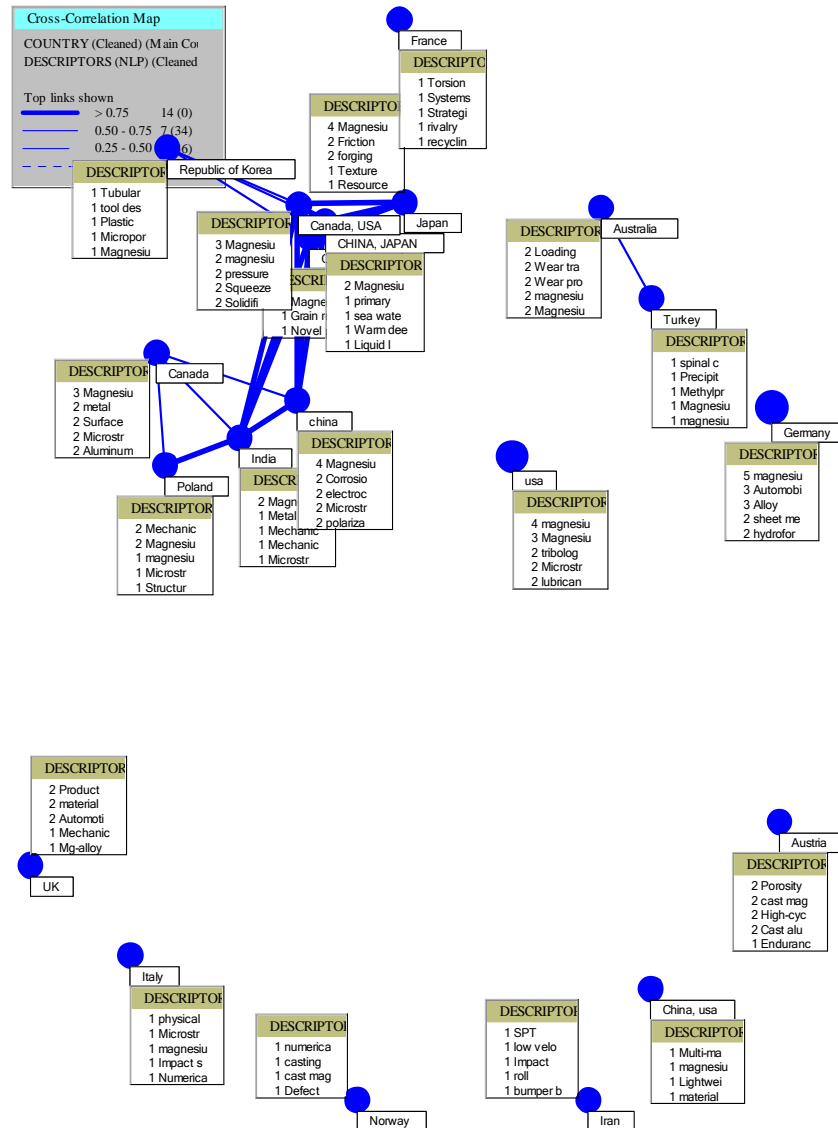 Cross-Correlation Map
COUNTRY (Cleaned) (Main Cou
DESCRIPTORS (NLP) (Cleaned
Top links shown
> 0.75 14 (0)
0.50 - 0.75 7 (34)
0.25 - 0.50
France
DESCRIPTO
1 Torsion
1 Systems
1 Strategi
1 rivalry
1 recyclin
DESCRIPTO
4 Magnesiu
2 Friction
2 forging
1 Texture
1 Resource
Republic of Korea
DESCRIPTOR
1 Tubular
1 tool des
1 Plastic
1 Micropor
1 Magnesiu
Canada, USA
DESCRIPTOR
3 Magnesiu
2 magnesiu
2 pressure
2 Squeeze
2 Solidifi
Japan
CHINA, JAPAN
DESCRIPTOR
2 Magnesiu
1 primary
1 sea wate
1 Warm dee
1 Liquid l
DESC
Magne
1 Grain
1 Novel
Australia
DESCRIPTOR
2 Loading
2 Wear tra
2 Wear pro
2 magnesiu
2 Magnesiu
Turkey
DESCRIPTOR
1 spinal c
1 Precipit
1 Methylpr
1 Magnesiu
1 magnesiu
Canada
DESCRIPTOR
3 Magnesiu
2 metal
2 Surface
2 Microstr
2 Aluminum
china
DESCRIPTOR
4 Magnesiu
2 Corrosio
2 electroc
2 Microstr
2 polariza
India
DESCR
2 Magn
1 Metal
1 Mechanic
1 Mechanic
1 Microstr
Poland
DESCRIPTOR
2 Mechanic
2 Magnesiu
1 magnesiu
1 Microstr
1 Structur
Germany
DESCRIPTOR
5 magnesiu
3 Automobi
3 Alloy
2 sheet me
2 hydrofor
usa
DESCRIPTOR
4 magnesiu
3 Magnesiu
2 tribolog
2 Microstr
2 lubrican
DESCRIPTOR
2 Product
2 material
2 Automoti
1 Mechanic
1 Mg-alloy
UK
Austria
DESCRIPTOR
2 Porosity
2 cast mag
2 High-cyc
2 Cast alu
1 Enduranc
Italy
DESCRIPTOR
1 physical
1 Microstr
1 magnesiu
1 Impact s
1 Numerica
DESCRIPTOR
1 numerica
1 casting
1 cast mag
1 Defect
Norway
DESCRIPTOR
1 SPT
1 low velo
1 Impact
1 roll
1 bumper b
Iran
China, usa
DESCRIPTOR
1 Multi-ma
1 magnesiu
1 Lightwei
1 material